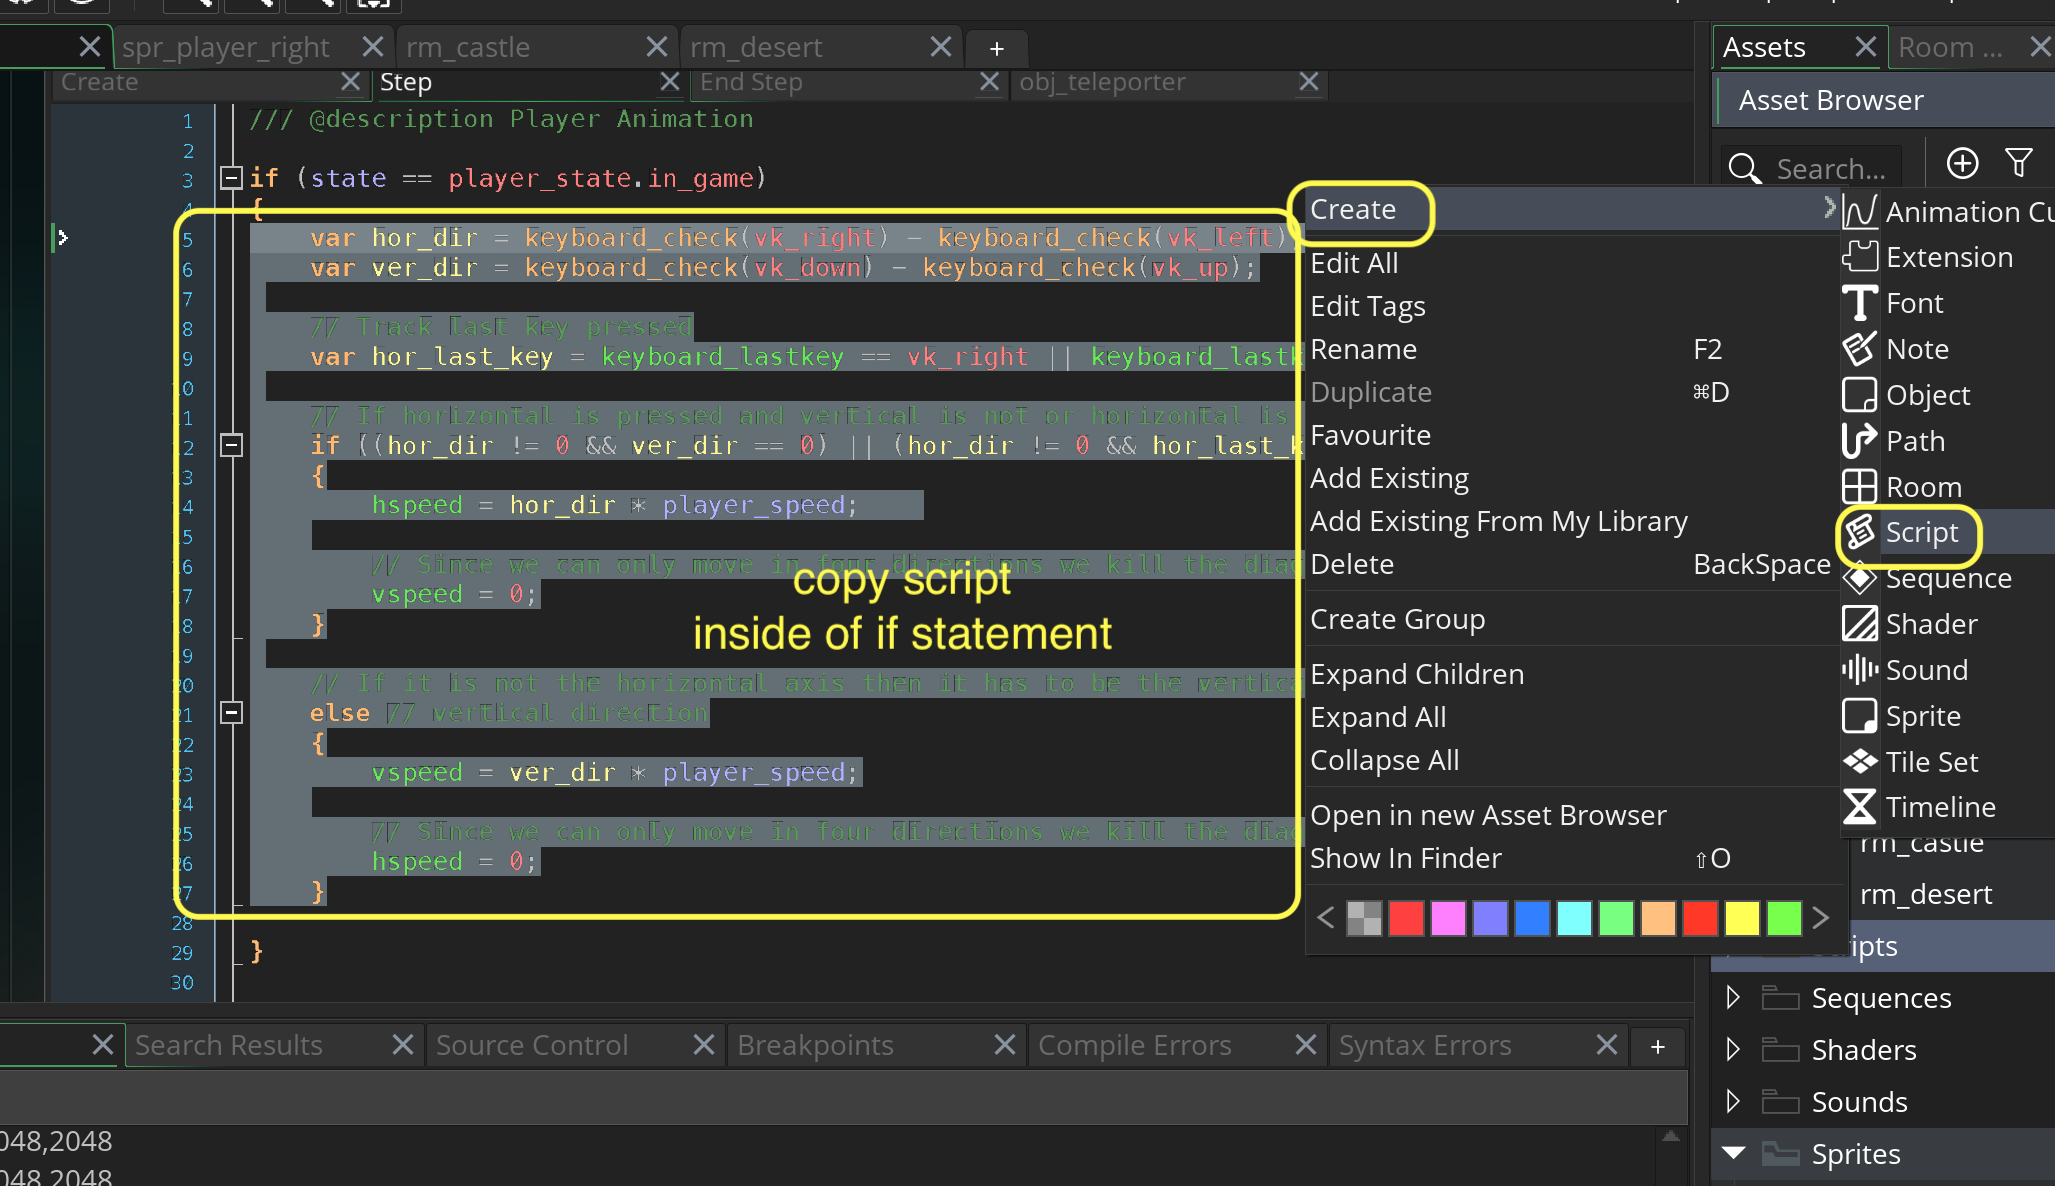 spr_player_right
rm_castle
rm_desert
+
Assets
Room ...
Create
Step
End Step
obj_teleporter
Asset Browser
Search...
1 /// @description Player Animation
2
3 if (state == player_state.in_game)
4 {
5 var hor_dir = keyboard_check(vk_right) - keyboard_check(vk_left)
6 var ver_dir = keyboard_check(vk_down) - keyboard_check(vk_up);
7
8 // Track last key pressed
9 var hor_last_key = keyboard_lastkey == vk_right || keyboard_lastk
10
11 // If horizontal is pressed and vertical is not or horizontal is
12 if ((hor_dir != 0 && ver_dir == 0) || (hor_dir != 0 && hor_last_k
13 {
14 hspeed = hor_dir * player_speed;
15
16 // Since we can only move in four directions we kill the diag
17 vspeed = 0;
18 }
19
20 // If it is not the horizontal axis then it has to be the vertica
21 else // vertical direction
22 {
23 vspeed = ver_dir * player_speed;
24
25 // Since we can only move in four directions we kill the diag
26 hspeed = 0;
27 }
28
29 }
30
copy script
inside of if statement
Create
Edit All
Edit Tags
Rename F2
Duplicate ⌘D
Favourite
Add Existing
Add Existing From My Library
Delete BackSpace
Create Group
Expand Children
Expand All
Collapse All
Open in new Asset Browser
Show In Finder ⇧O
Animation Cu
Extension
Font
Note
Object
Path
Room
Script
Sequence
Shader
Sound
Sprite
Tile Set
Timeline
rm_castle
rm_desert
ipts
Sequences
Shaders
Sounds
Sprites
Search Results
Source Control
Breakpoints
Compile Errors
Syntax Errors
+
048,2048
048,2048